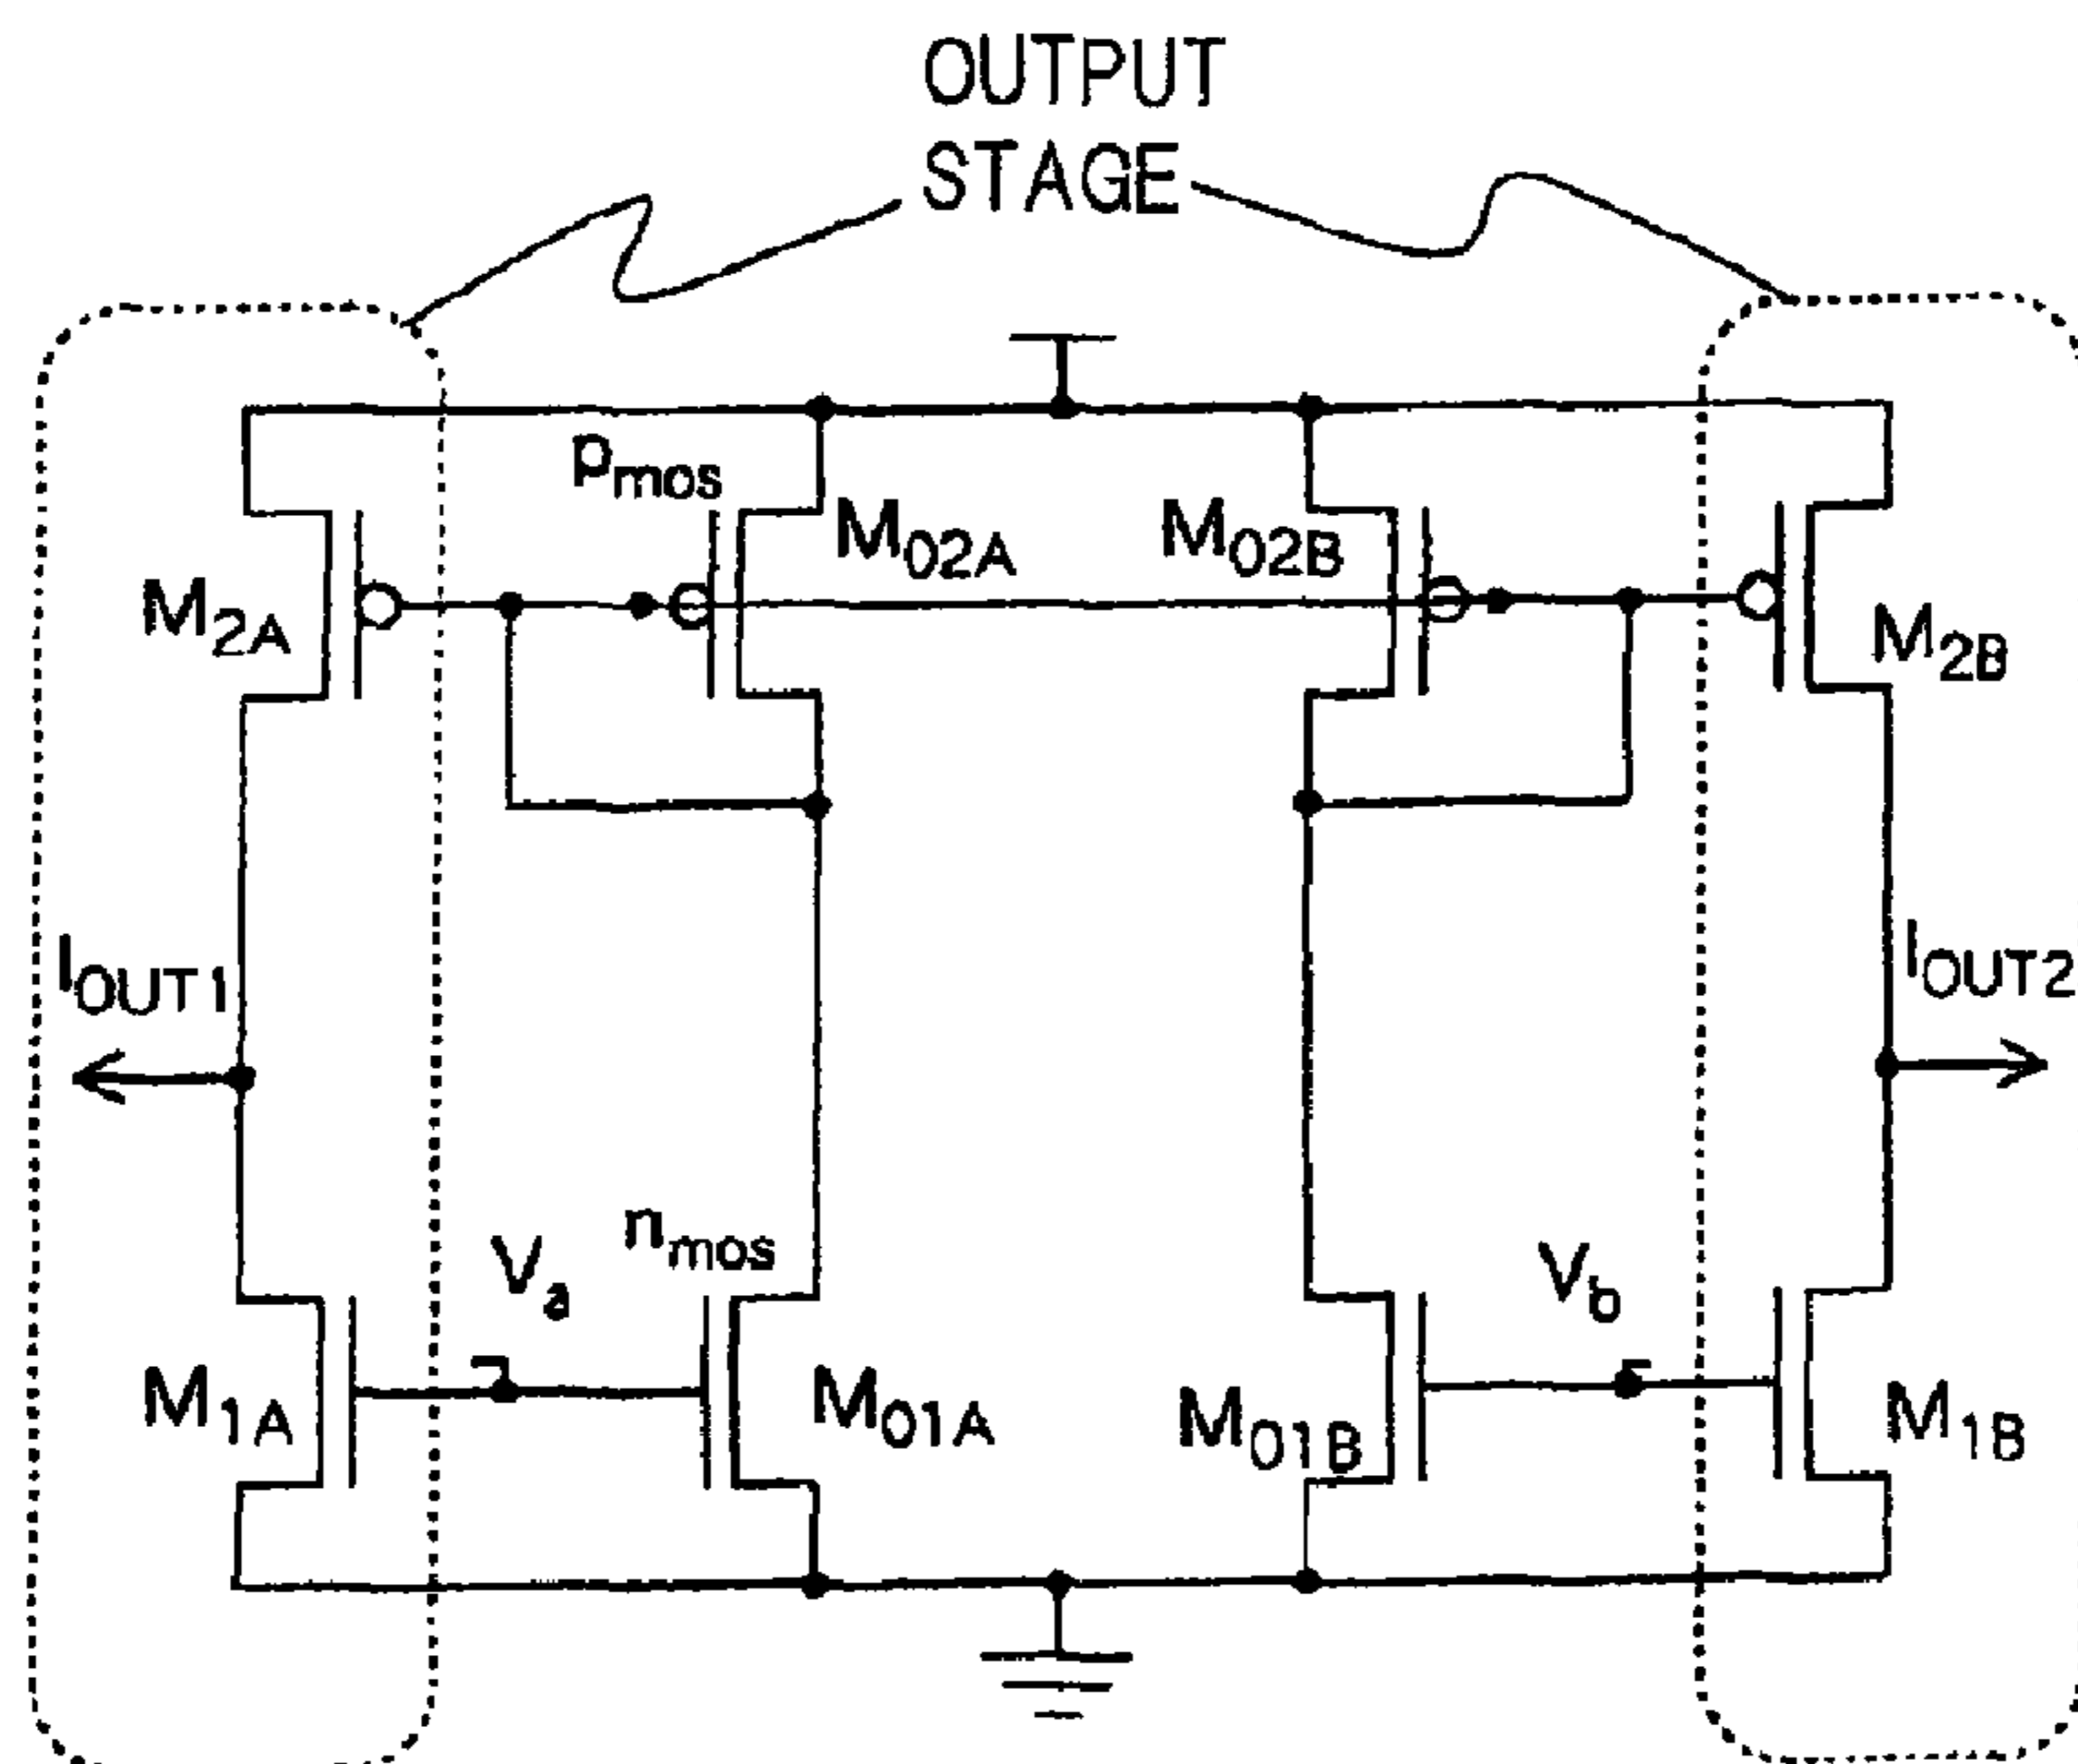 OUTPUT
STAGE
pmos
M02A
M02B
M2A
M2B
IOUT1
IOUT2
nmos
Va
Vb
M1A
M01A
M01B
M1B